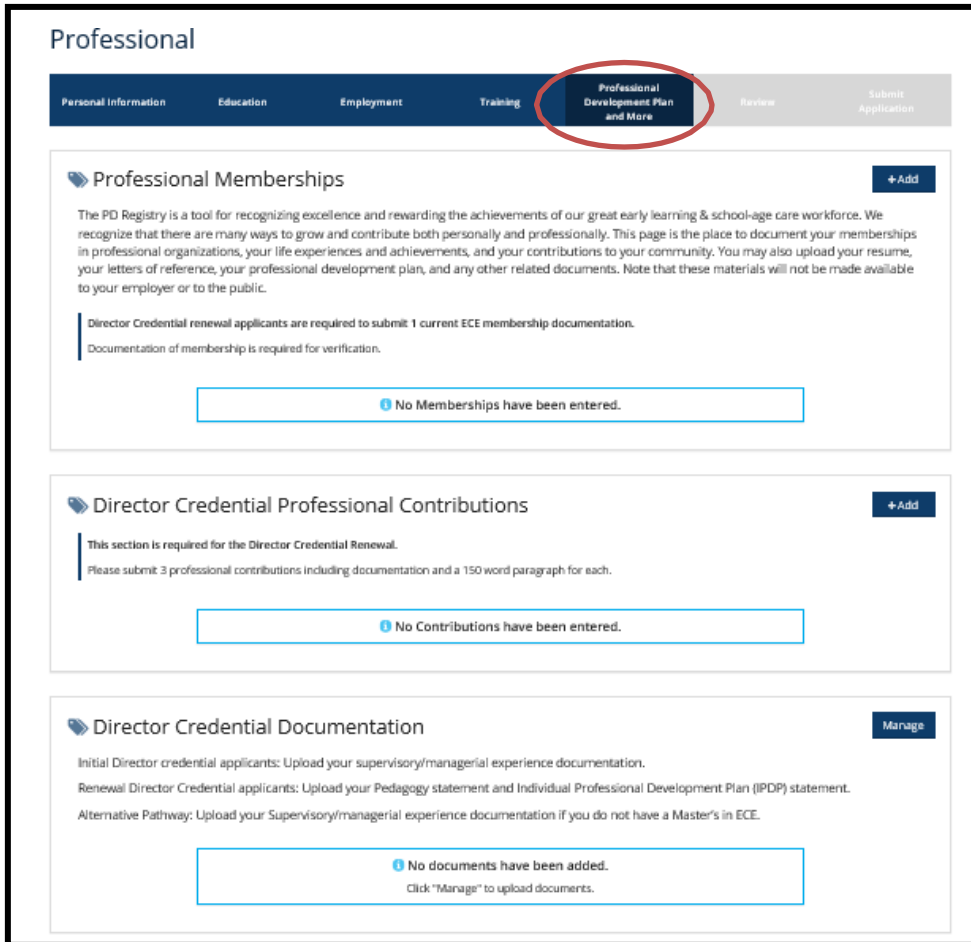 Professional
Personal Information
Education
Employment
Training
Professional
Development Plan
and More
Review
Submit
Application
Professional Memberships
+Add
The PD Registry is a tool for recognizing excellence and rewarding the achievements of our great early learning & school-age care workforce. We
recognize that there are many ways to grow and contribute both personally and professionally. This page is the place to document your memberships
in professional organizations, your life experiences and achievements, and your contributions to your community. You may also upload your resume,
your letters of reference, your professional development plan, and any other related documents. Note that these materials will not be made available
to your employer or to the public.
Director Credential renewal applicants are required to submit 1 current ECE membership documentation.
Documentation of membership is required for verification.
No Memberships have been entered.
Director Credential Professional Contributions
+Add
This section is required for the Director Credential Renewal.
Please submit 3 professional contributions including documentation and a 150 word paragraph for each.
No Contributions have been entered.
Director Credential Documentation
Manage
Initial Director credential applicants: Upload your supervisory/managerial experience documentation.
Renewal Director Credential applicants: Upload your Pedagogy statement and Individual Professional Development Plan (IPDP) statement.
Alternative Pathway: Upload your Supervisory/managerial experience documentation if you do not have a Master's in ECE.
No documents have been added.
Click "Manage" to upload documents.